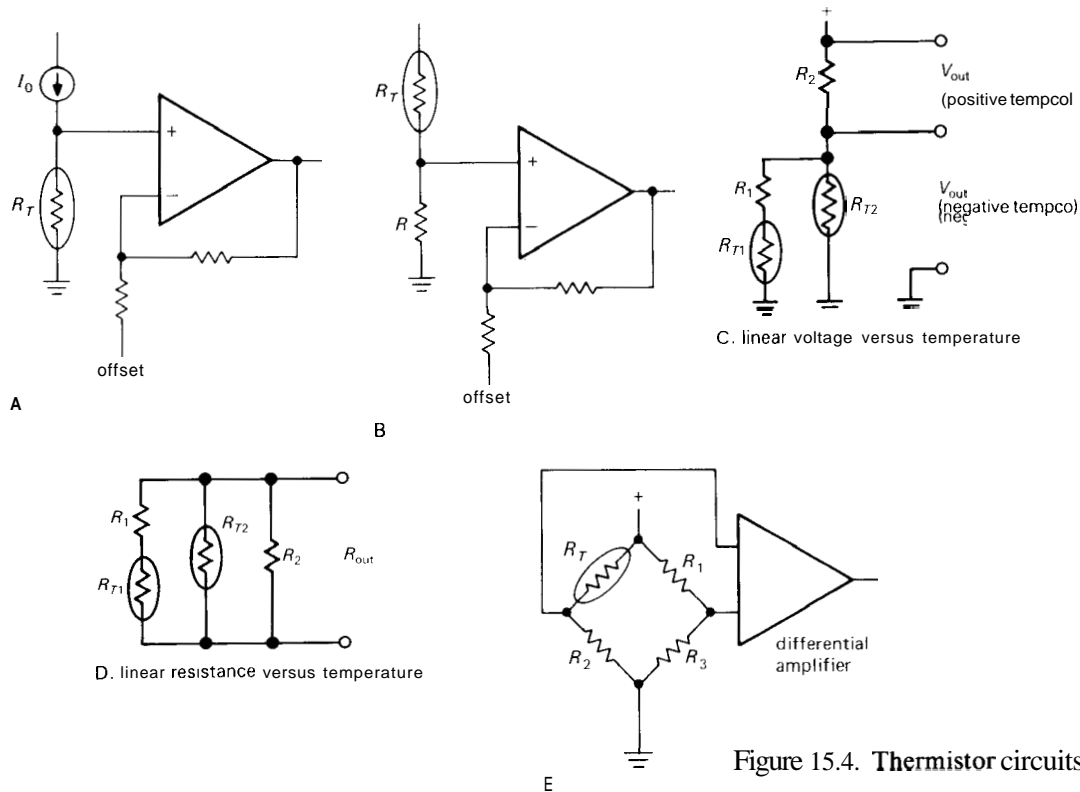 I0
RT
+
−
offset
A
RT
R
+
−
offset
B
+
R2
Vout
(positive tempcol
R1
RT2
RT1
Vout
(negative tempco)
C. linear voltage versus temperature
R1
RT2
RT1
R2
Rout
D. linear resistance versus temperature
+
RT
R1
R2
R3
differential
amplifier
E
Figure 15.4. Thermistor circuits